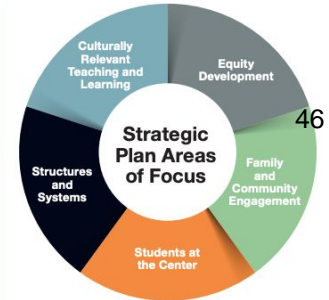 Culturally
Relevant
Teaching and
Learning
Equity
Development
46
Strategic
Plan Areas
of Focus
Structures
and
Systems
Family
and
Community
Engagement
Students at
the Center